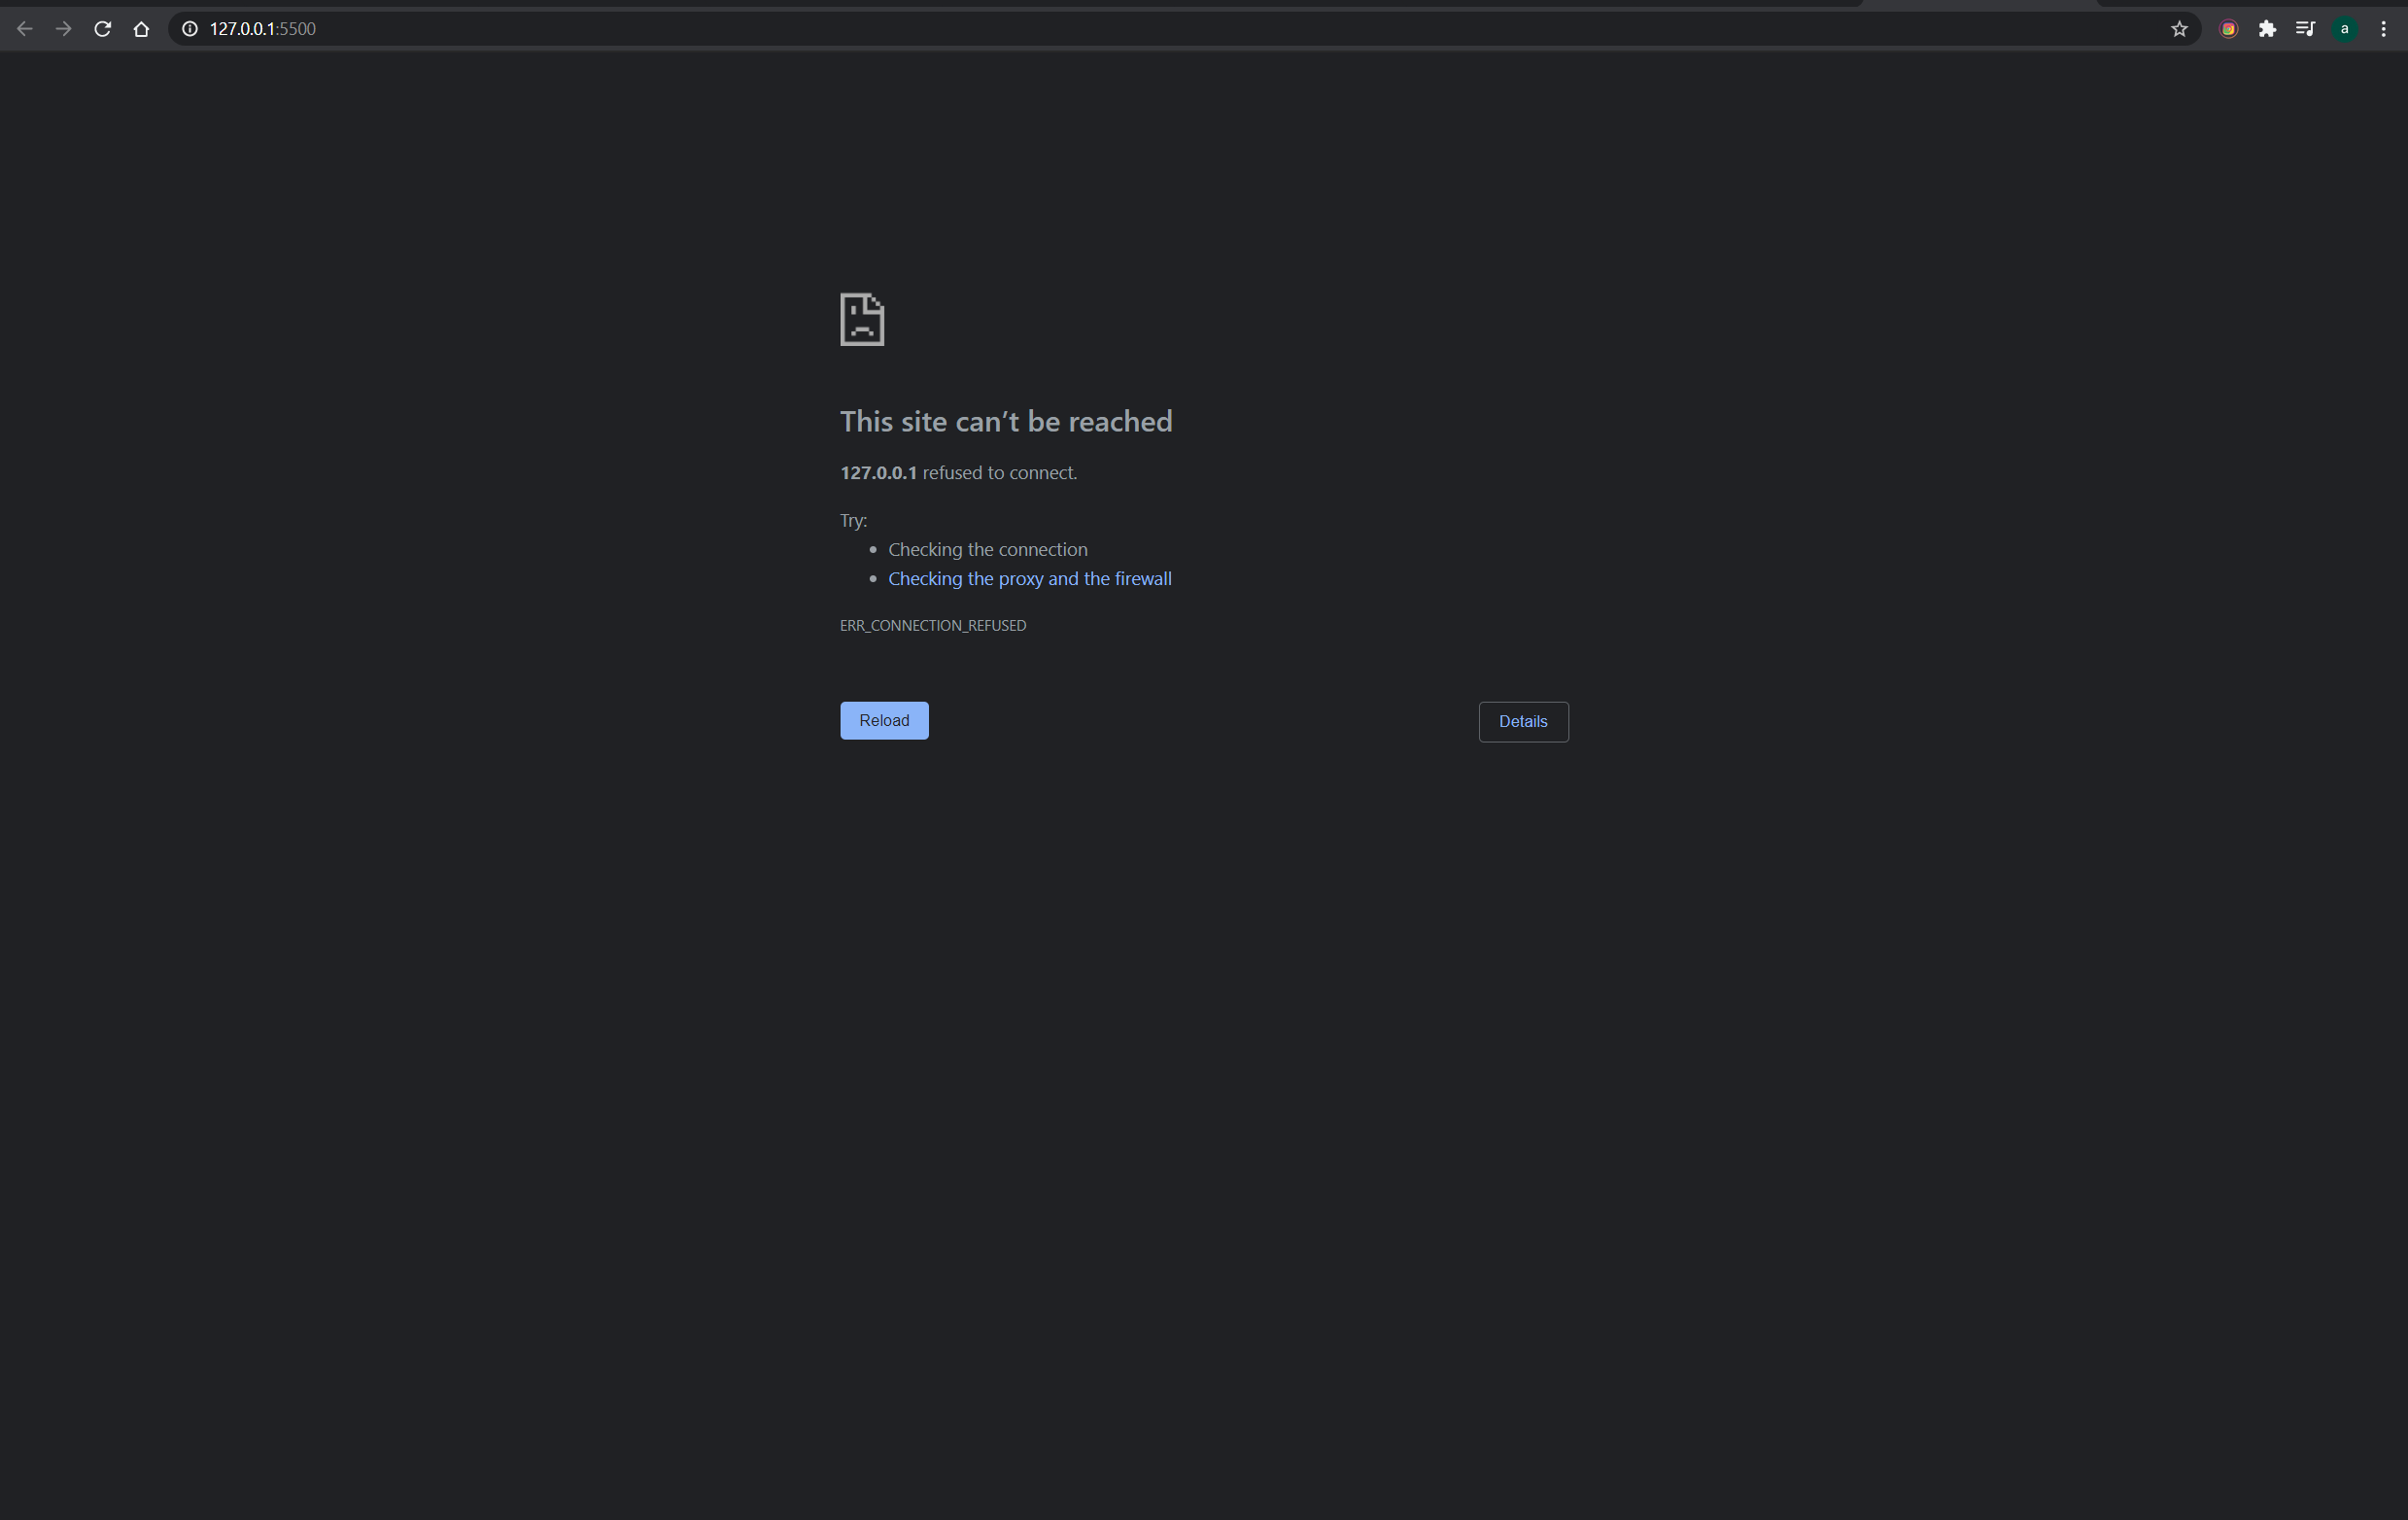 127.0.0.1:5500
a
This site can’t be reached
127.0.0.1 refused to connect.
Try:
Checking the connection
Checking the proxy and the firewall
ERR_CONNECTION_REFUSED
Reload
Details